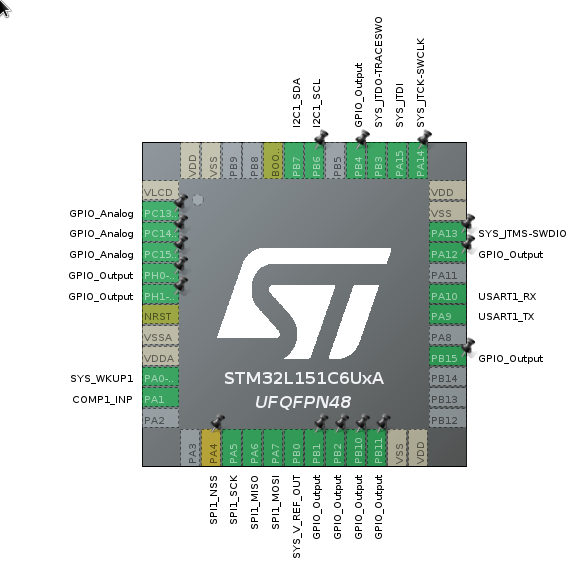 I2C1_SDA
I2C1_SCL
GPIO_Output
SYS_JTDO-TRACESWO
SYS_JTDI
SYS_JTCK-SWCLK
VDD
VSS
PB9
PB8
BOO..
PB7
PB6
PB5
PB4
PB3
PA15
PA14
VLCD
VDD
VSS
GPIO_Analog PC13.
PA13 SYS_JTMS-SWDIO
GPIO_Analog PC14.
PA12 GPIO_Output
GPIO_Analog PC15.
PA11
GPIO_Output PH0-..
PA10 USART1_RX
GPIO_Output PH1-..
PA9 USART1_TX
NRST
PA8
VSSA
PB15 GPIO_Output
VDDA
PB14
SYS_WKUP1 PA0-..
PB13
COMP1_INP PA1
PB12
PA2
ST
STM32L151C6UxA
UFQFPN48
PA3
PA4
PA5
PA6
PA7
PB0
PB1
PB2
PB10
PB11
VSS
VDD
SPI1_NSS
SPI1_SCK
SPI1_MISO
SPI1_MOSI
SYS_V_REF_OUT
GPIO_Output
GPIO_Output
GPIO_Output
GPIO_Output